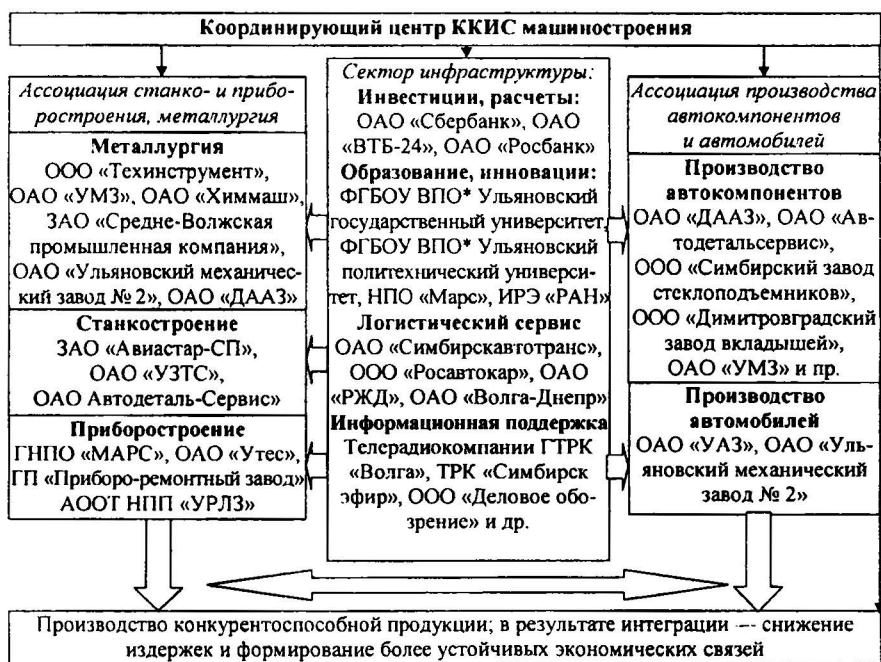 Координирующий центр ККИС машиностроения
Ассоциация станко- и прибо-
ростроения, металлургия
Металлургия
ООО «Техинструмент»,
ОАО «УМЗ», ОАО «Химмаш»,
ЗАО «Средне-Волжская
промышленная компания»,
ОАО «Ульяновский механичес-
кий завод № 2», ОАО «ДААЗ»
Станкостроение
ЗАО «Авиастар-СП»,
ОАО «УЗТС»,
ОАО Автодеталь-Сервис»
Приборостроение
ГНПО «МАРС», ОАО «Утес»,
ГП «Приборо-ремонтный завод»
АООТ НПП «УРЛЗ»
Сектор инфраструктуры:
Инвестиции, расчеты:
ОАО «Сбербанк», ОАО
«ВТБ-24», ОАО «Росбанк»
Образование, инновации:
ФГБОУ ВПО* Ульяновский
государственный университет,
ФГБОУ ВПО* Ульяновский
политехнический универси-
тет, НПО «Марс», ИРЭ «РАН»
Логистический сервис
ОАО «Симбирскавтотранс»,
ООО «Росавтокар», ОАО
«РЖД», ОАО «Волга-Днепр»
Информационная поддержка
Телерадиокомпании ГТРК
«Волга», ТРК «Симбирск
эфир», ООО «Деловое обо-
зрение» и др.
Ассоциация производства
автокомпонентов
и автомобилей
Производство
автокомпонентов
ОАО «ДААЗ», ОАО «Ав-
тодетальсервис»,
ООО «Симбирский завод
стеклоподъемников»,
ООО «Димитровградский
завод вкладышей»,
ОАО «УМЗ» и пр.
Производство
автомобилей
ОАО «УАЗ», ОАО «Уль-
яновский механический
завод № 2»
Производство конкурентоспособной продукции; в результате интеграции — снижение
издержек и формирование более устойчивых экономических связей